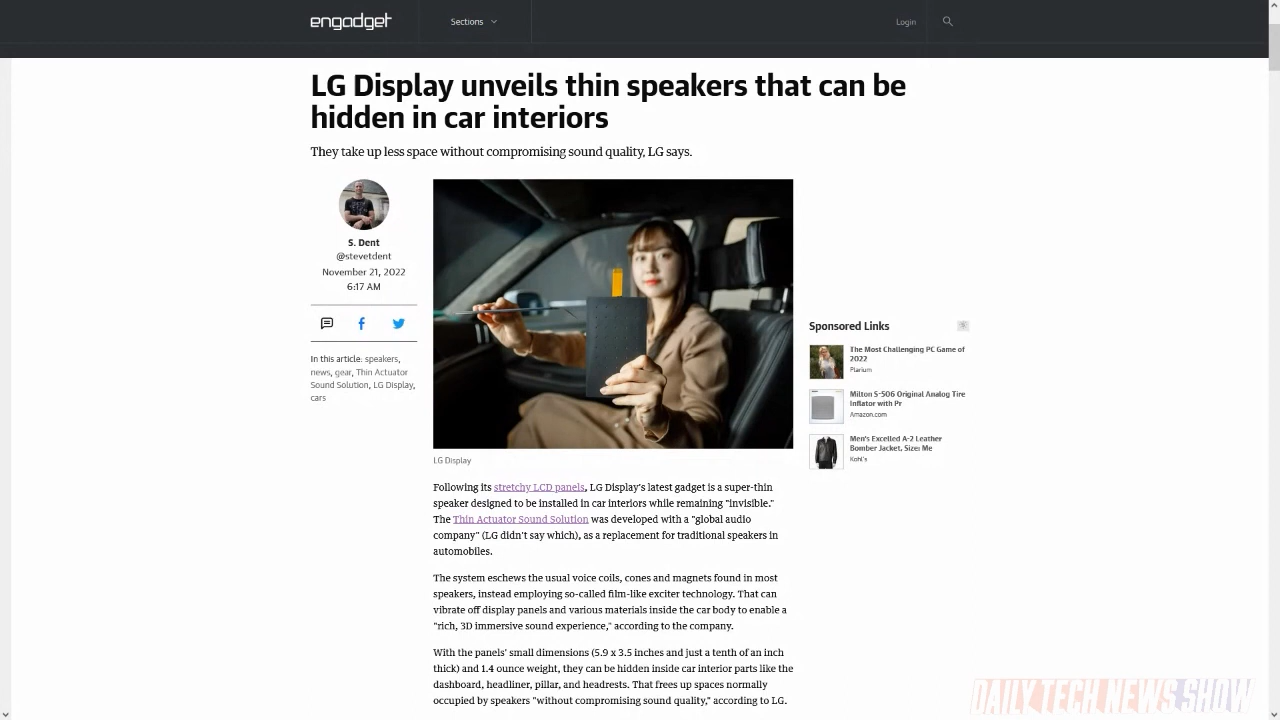 engadget
Sections
Login
LG Display unveils thin speakers that can be
hidden in car interiors
They take up less space without compromising sound quality, LG says.
S. Dent
@stevetdent
November 21, 2022
6:17 AM
In this article: speakers,
news, gear, Thin Actuator
Sound Solution, LG Display,
cars
LG Display
Following its stretchy LCD panels, LG Display's latest gadget is a super-thin
speaker designed to be installed in car interiors while remaining "invisible."
The Thin Actuator Sound Solution was developed with a "global audio
company" (LG didn't say which), as a replacement for traditional speakers in
automobiles.
The system eschews the usual voice coils, cones and magnets found in most
speakers, instead employing so-called film-like exciter technology. That can
vibrate off display panels and various materials inside the car body to enable a
"rich, 3D immersive sound experience," according to the company.
With the panels' small dimensions (5.9 x 3.5 inches and just a tenth of an inch
thick) and 1.4 ounce weight, they can be hidden inside car interior parts like the
dashboard, headliner, pillar, and headrests. That frees up spaces normally
occupied by speakers "without compromising sound quality," according to LG.
Sponsored Links
The Most Challenging PC Game of
2022
Plarium
Milton S-506 Original Analog Tire
Inflator with Pr
Amazon.com
Men's Excelled A-2 Leather
Bomber Jacket, Size: Me
Kohl's
DAILY TECH NEWS SHOW